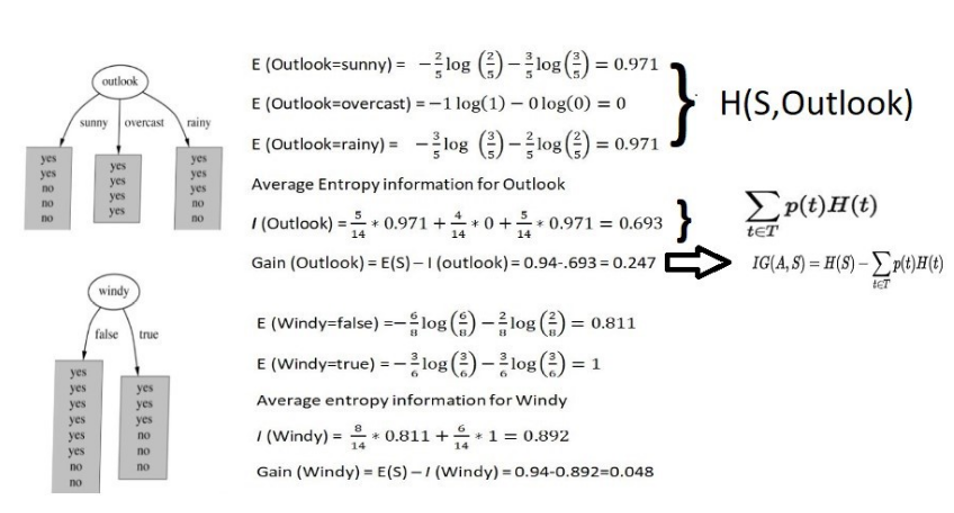 outlook
sunny overcast rainy
yes
yes
no
no
no
yes
yes
yes
yes
yes
yes
yes
no
no
E (Outlook=sunny) = −2/5 log (2/5) − 3/5 log(3/5) = 0.971
E (Outlook=overcast) = −1 log(1) − 0 log(0) = 0
E (Outlook=rainy) = −3/5 log (3/5) − 2/5 log(2/5) = 0.971
} H(S,Outlook)
Average Entropy information for Outlook
I (Outlook) = 5/14 * 0.971 + 4/14 * 0 + 5/14 * 0.971 = 0.693 } ∑t∈T p(t)H(t)
Gain (Outlook) = E(S) – I (outlook) = 0.94-.693 = 0.247 ⇨ IG(A, S) = H(S) − ∑t∈T p(t)H(t)
windy
false true
yes
yes
yes
yes
yes
yes
no
no
yes
yes
yes
no
no
no
E (Windy=false) =−6/8 log(6/8) − 2/8 log(2/8) = 0.811
E (Windy=true) = −3/6 log(3/6) − 3/6 log(3/6) = 1
Average entropy information for Windy
I (Windy) = 8/14 * 0.811 + 6/14 * 1 = 0.892
Gain (Windy) = E(S) – I (Windy) = 0.94-0.892=0.048